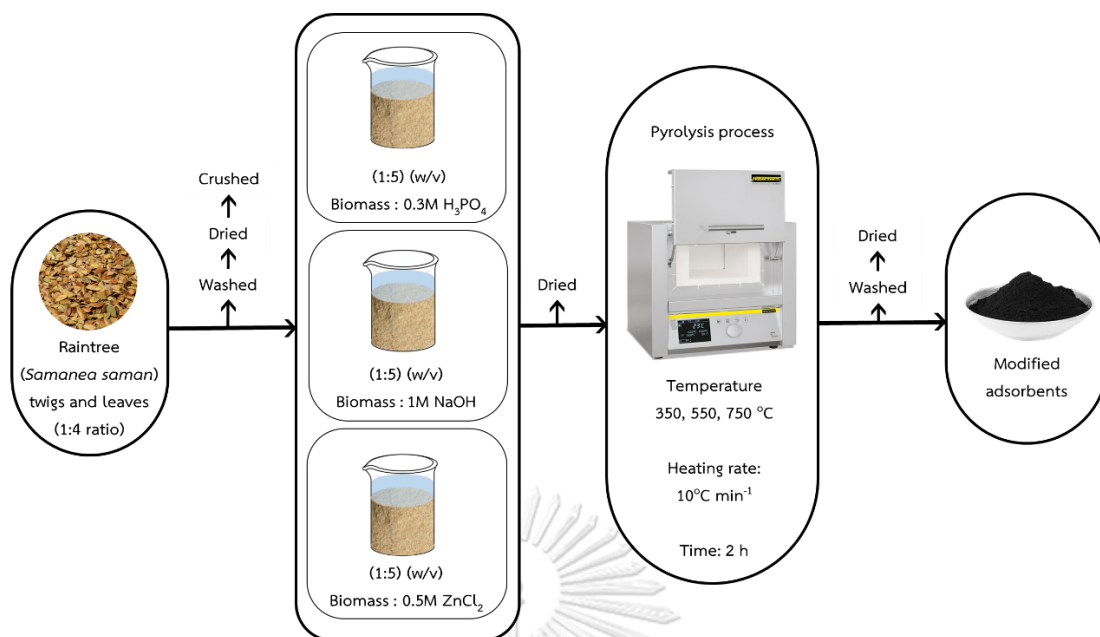 Raintree
(Samanea saman)
twigs and leaves
(1:4 ratio)
Crushed
Dried
Washed
(1:5) (w/v)
Biomass : 0.3M H₃PO₄
(1:5) (w/v)
Biomass : 1M NaOH
(1:5) (w/v)
Biomass : 0.5M ZnCl₂
Dried
Pyrolysis process
Temperature
350, 550, 750 °C
Heating rate:
10°C min⁻¹
Time: 2 h
Dried
Washed
Modified
adsorbents